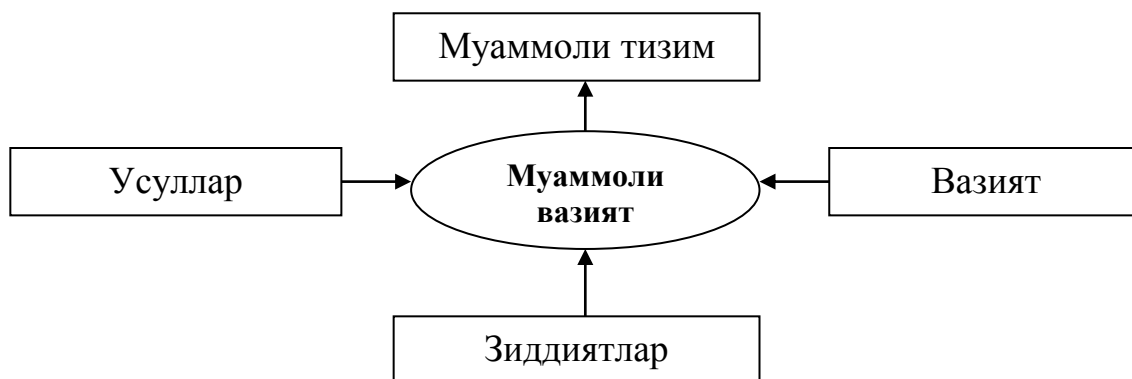 Муаммоли тизим
Усуллар
Муаммоли
вазият
Вазият
Зиддиятлар